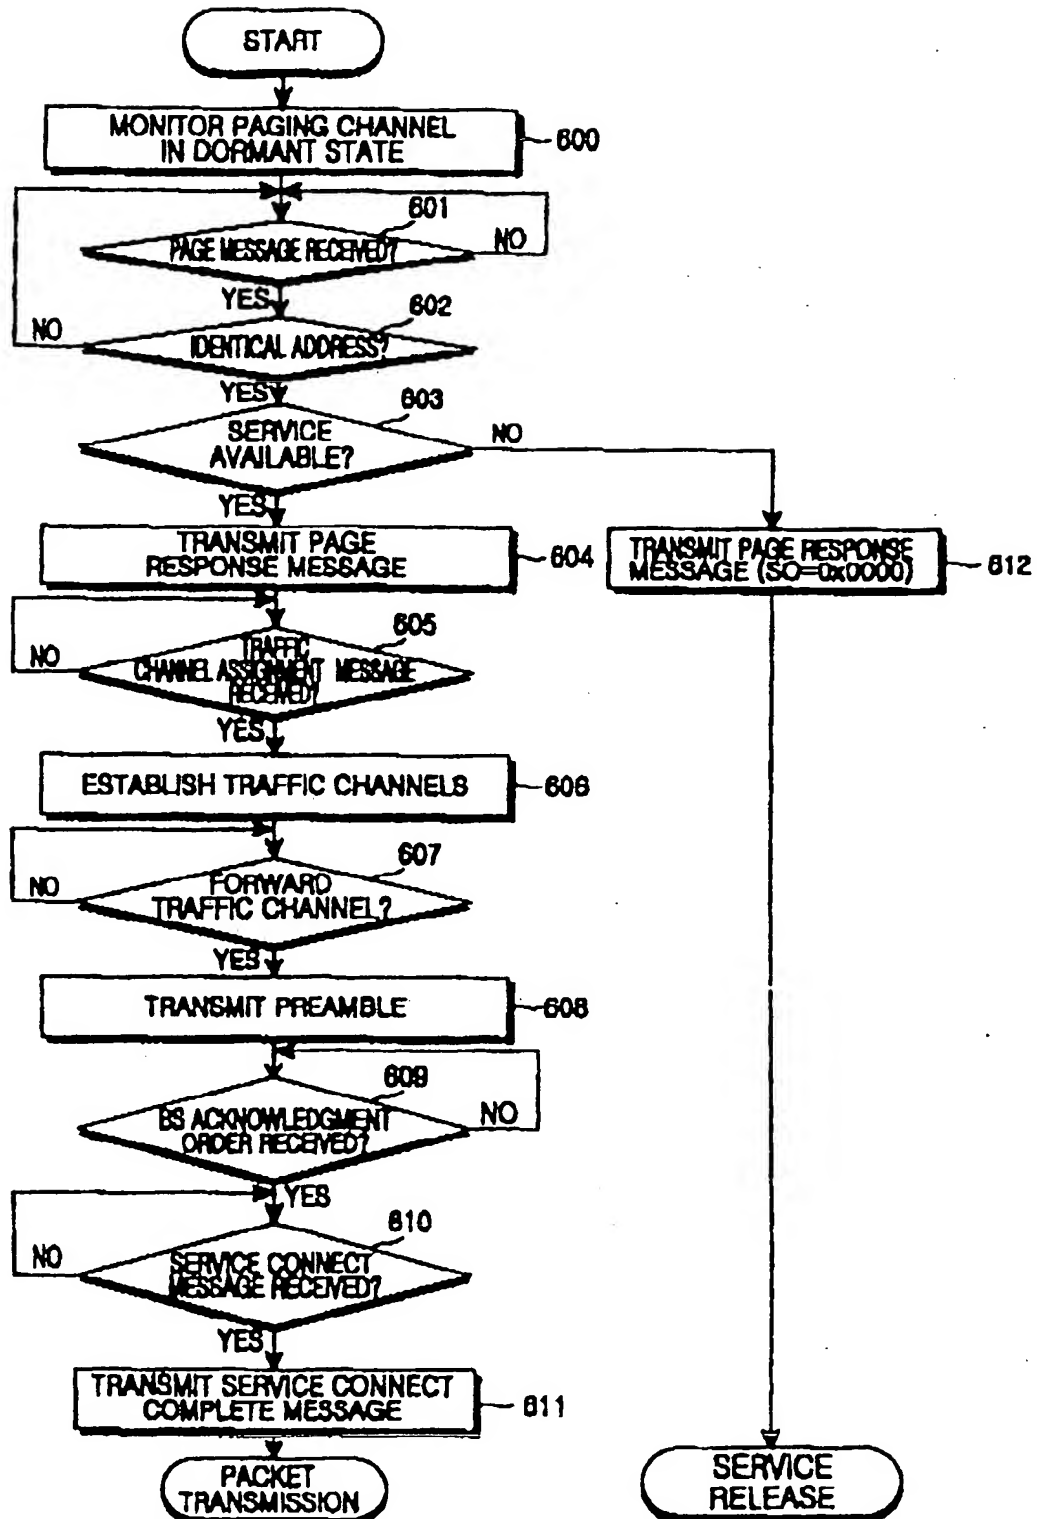 START
MONITOR PAGING CHANNEL
IN DORMANT STATE
600
601
PAGE MESSAGE RECEIVED?
NO
YES
602
NO
IDENTICAL ADDRESS?
YES
603
SERVICE
AVAILABLE?
NO
YES
TRANSMIT PAGE
RESPONSE MESSAGE
604
TRANSMIT PAGE RESPONSE
MESSAGE (SO=0x0000)
612
605
NO
TRAFFIC
CHANNEL ASSIGNMENT MESSAGE
RECEIVED?
YES
ESTABLISH TRAFFIC CHANNELS
606
607
NO
FORWARD
TRAFFIC CHANNEL?
YES
TRANSMIT PREAMBLE
608
609
BS ACKNOWLEDGMENT
ORDER RECEIVED?
NO
YES
610
NO
SERVICE CONNECT
MESSAGE RECEIVED?
YES
TRANSMIT SERVICE CONNECT
COMPLETE MESSAGE
611
PACKET
TRANSMISSION
SERVICE
RELEASE